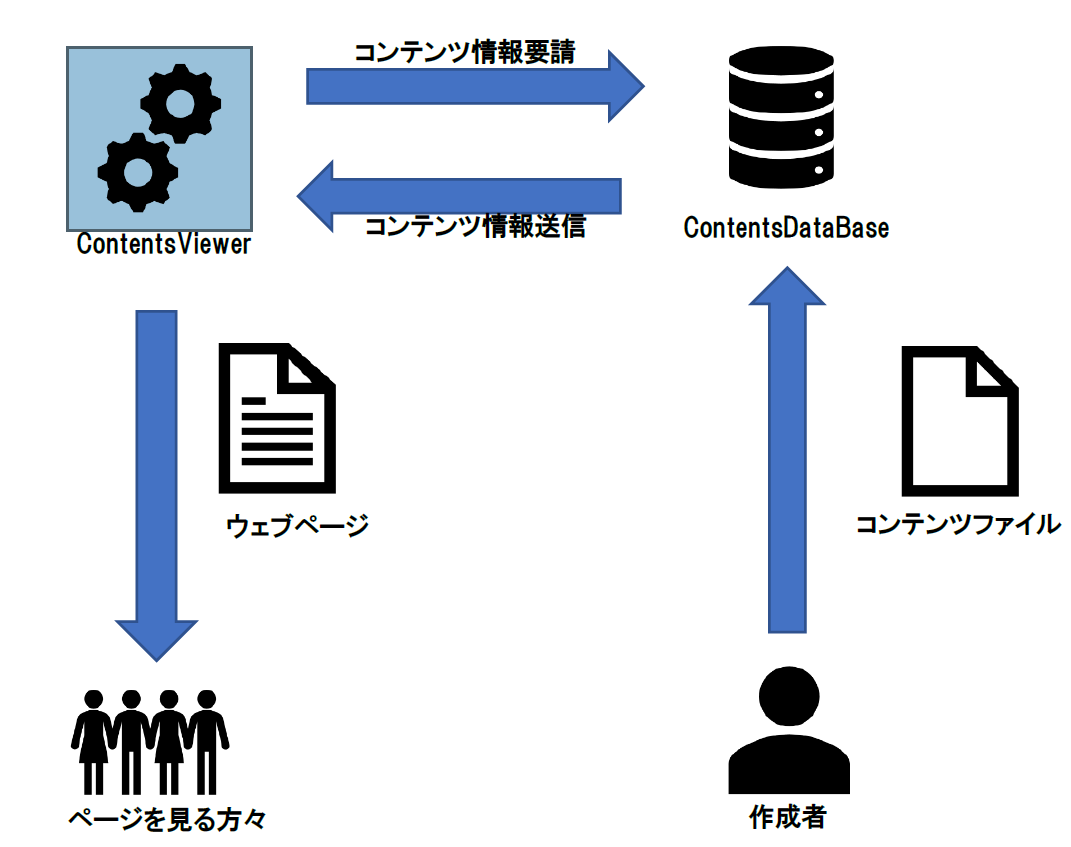 コンテンツ情報要請
コンテンツ情報送信
ContentsViewer
ContentsDataBase
ウェブページ
コンテンツファイル
ページを見る方々
作成者